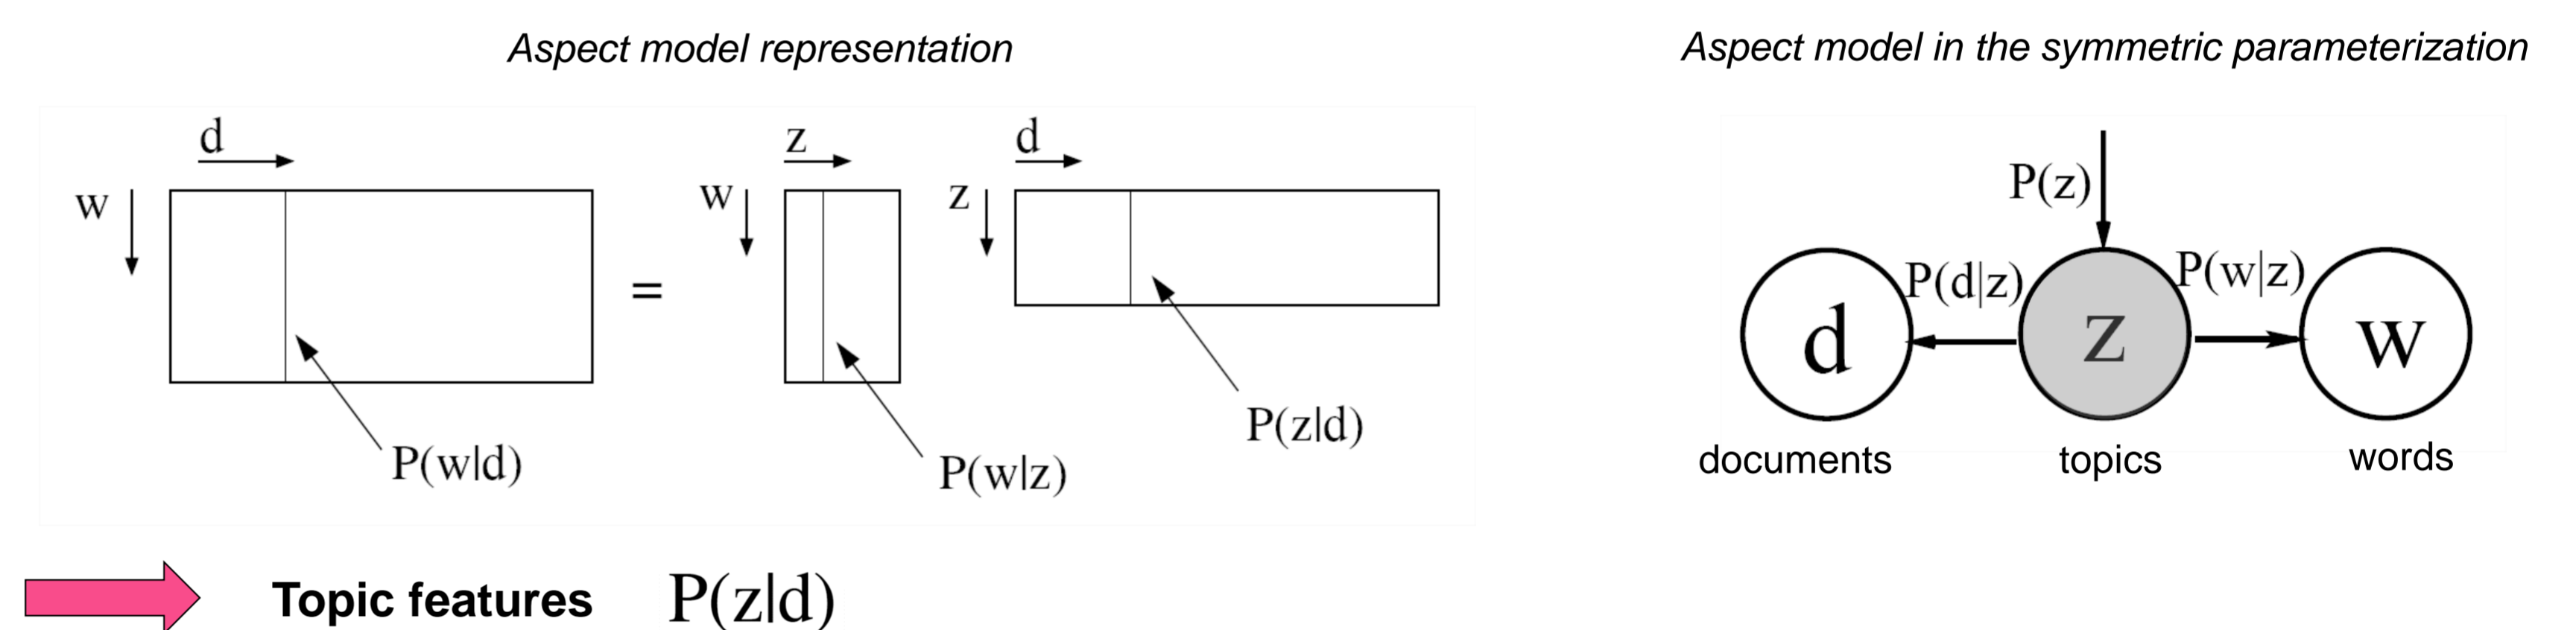 Aspect model representation
d
w
=
z
w
d
z
P(w|d)
P(w|z)
P(z|d)
Topic features P(z|d)
Aspect model in the symmetric parameterization
P(z)
P(d|z)
P(w|z)
d
z
w
documents
topics
words